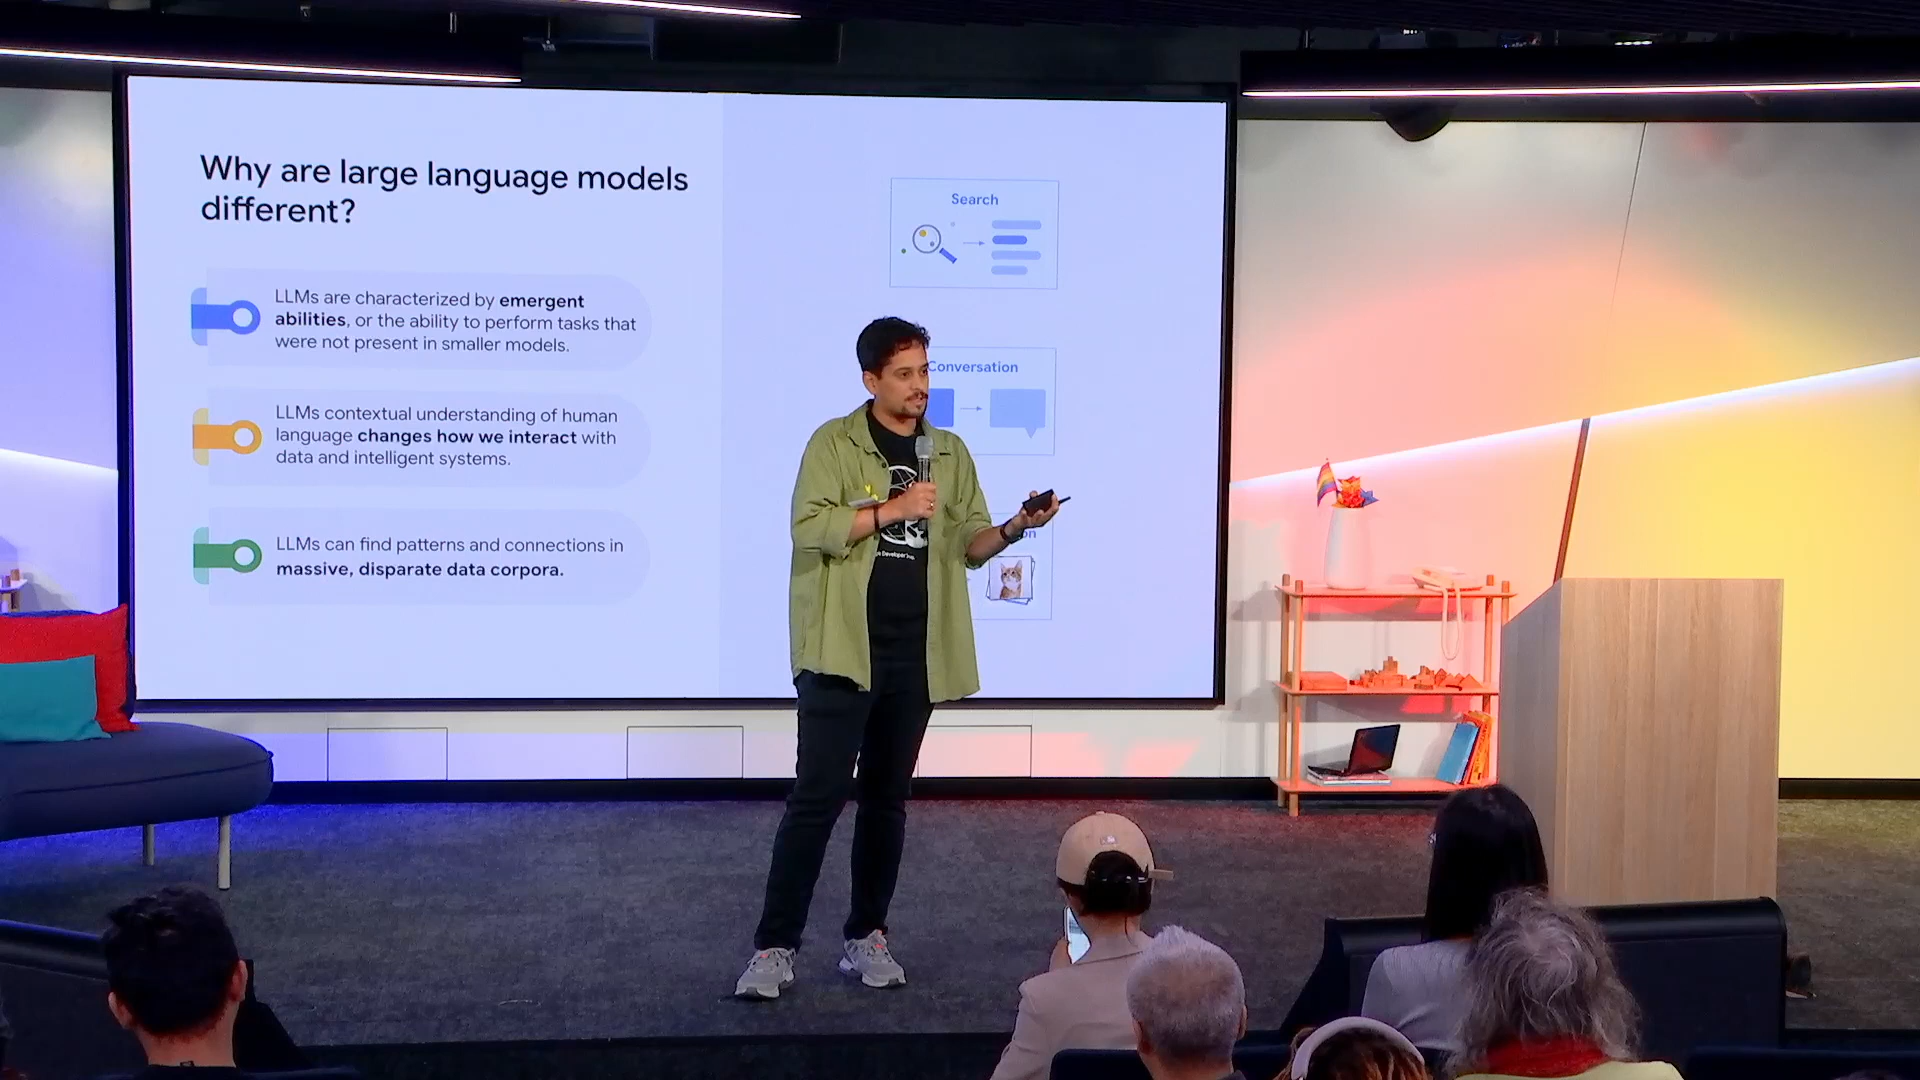 Why are large language models
different?
LLMs are characterized by emergent
abilities, or the ability to perform tasks that
were not present in smaller models.
LLMs contextual understanding of human
language changes how we interact with
data and intelligent systems.
LLMs can find patterns and connections in
massive, disparate data corpora.
Search
Conversation
on
Developer